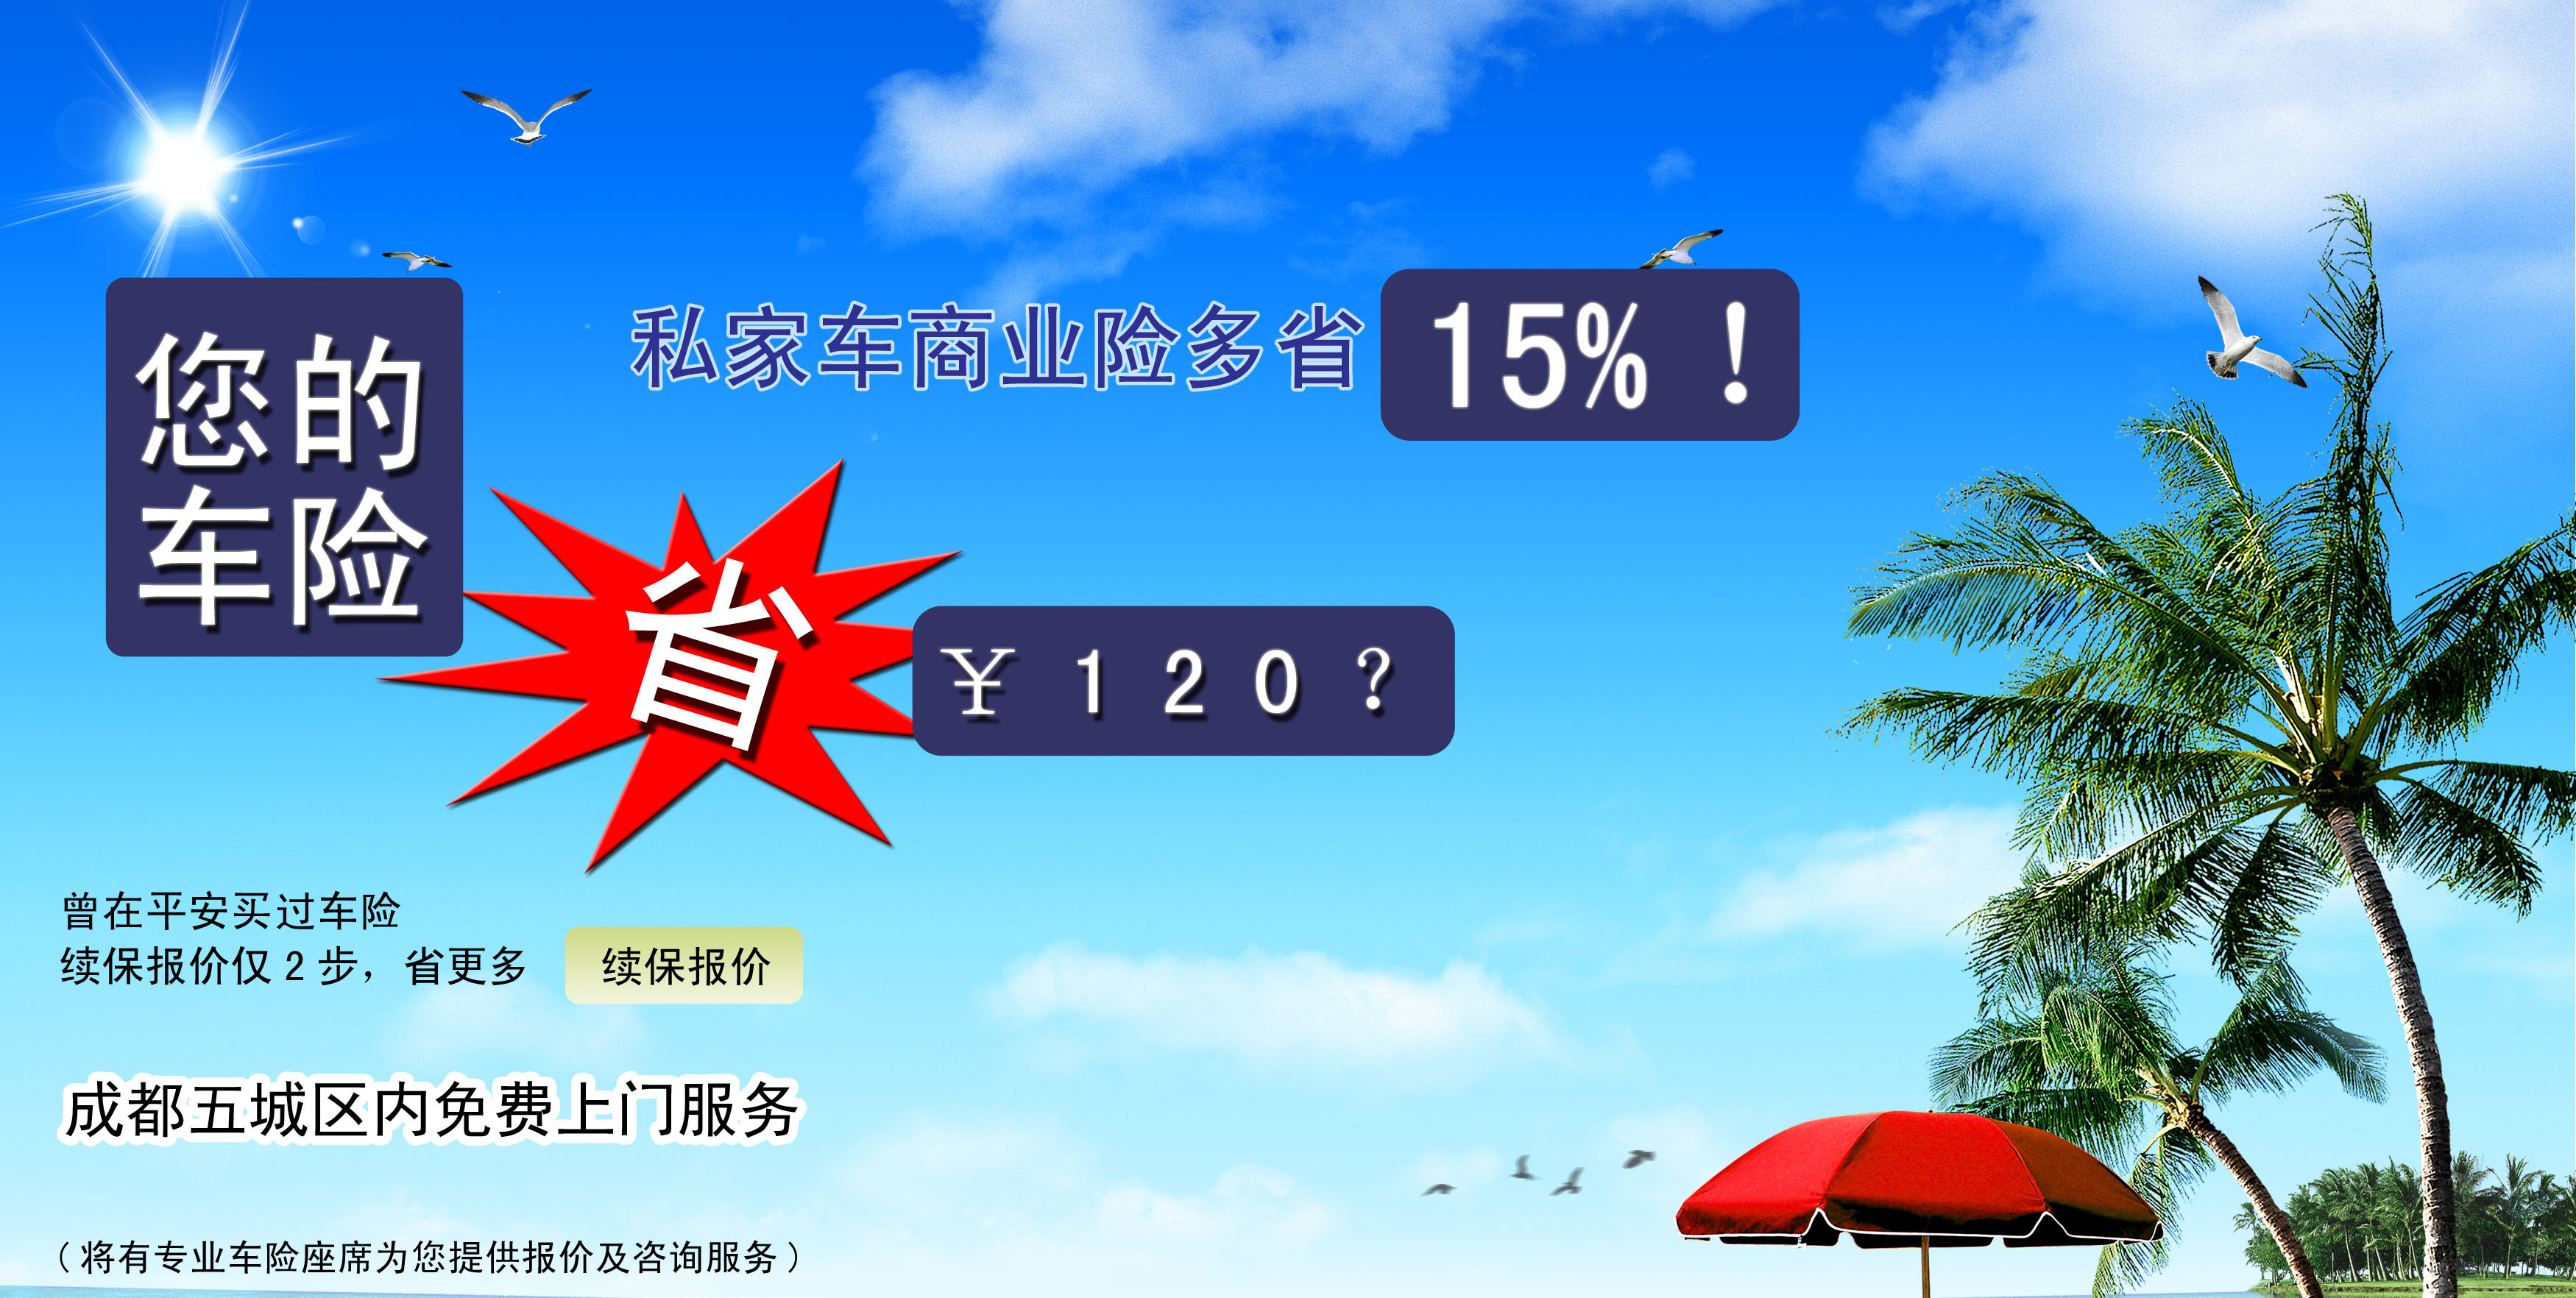 您的
车险
私家车商业险多省 15%！
省
￥120？
曾在平安买过车险
续保报价仅2步，省更多
续保报价
成都五城区内免费上门服务
（将有专业车险座席为您提供报价及咨询服务）